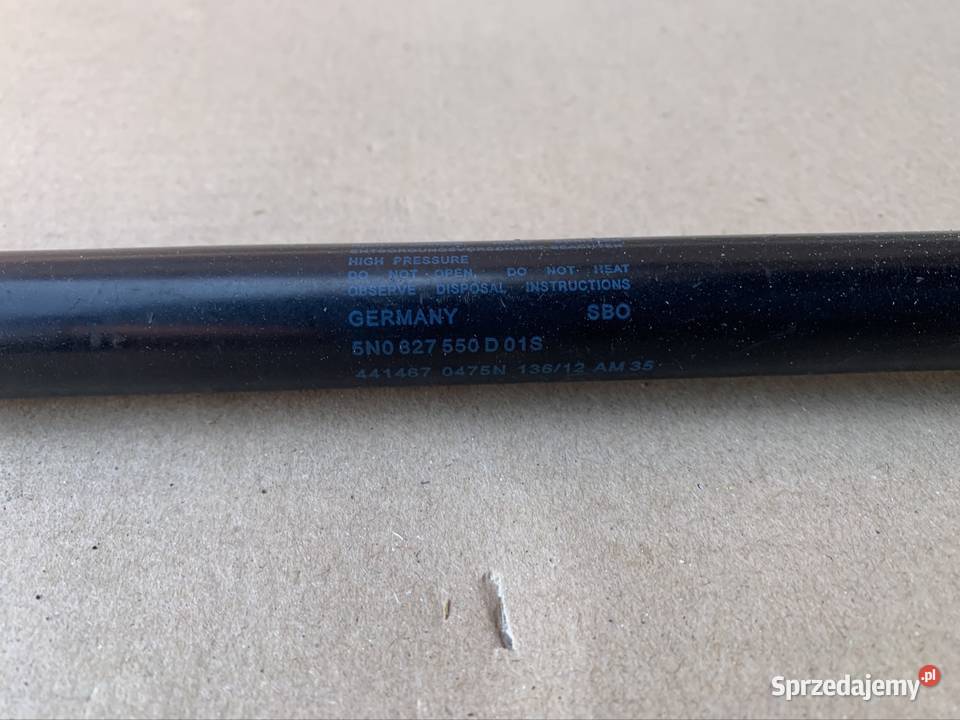 HIGH PRESSURE
DO NOT OPEN, DO NOT HEAT
OBSERVE DISPOSAL INSTRUCTIONS
GERMANY SBO
5N0 827 550 D 01S
441467 0475N 136/12 AM 35
Sprzedajemy.pl